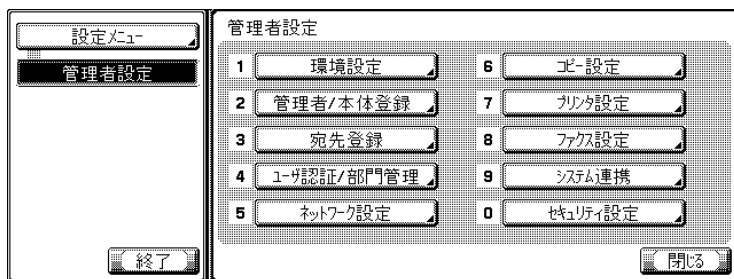 設定メニュー
管理者設定
終了
管理者設定
1 環境設定
2 管理者/本体登録
3 宛先登録
4 ユーザ認証/部門管理
5 ネットワーク設定
6 コピー設定
7 プリンタ設定
8 ファクス設定
9 システム連携
0 セキュリティ設定
閉じる